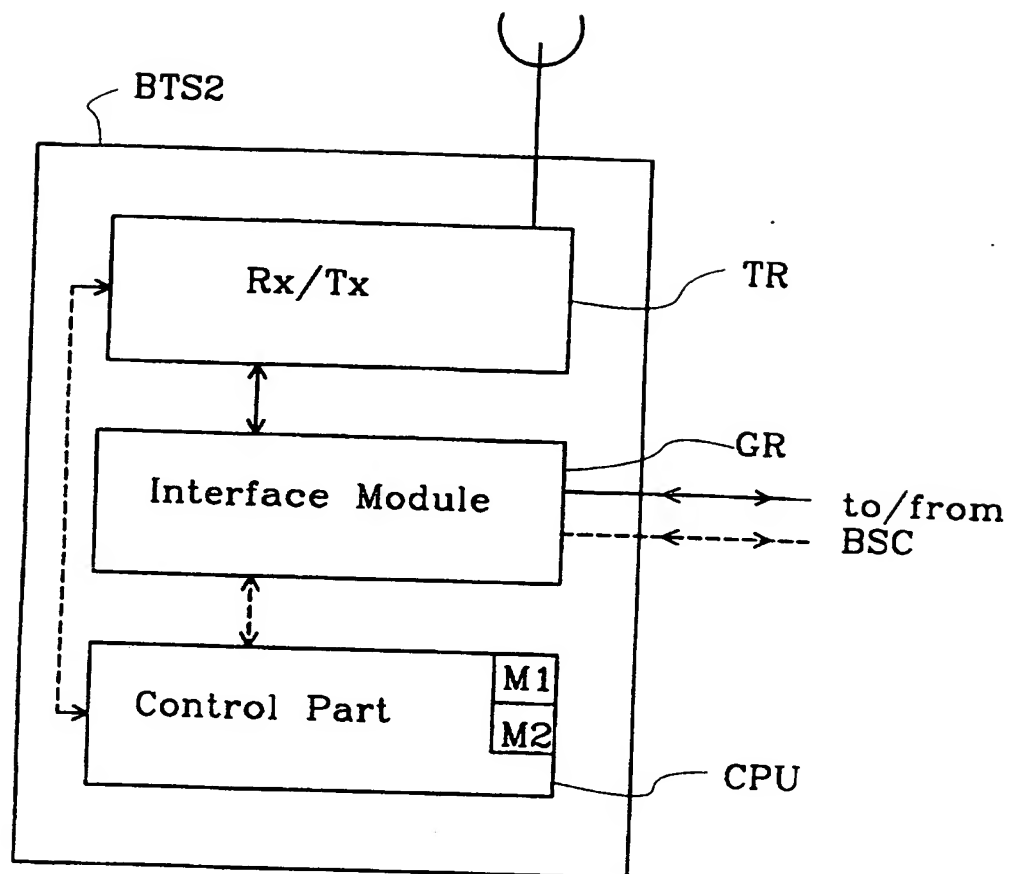 BTS2
Rx/Tx
TR
GR
Interface Module
to/from
BSC
M1
Control Part
M2
CPU